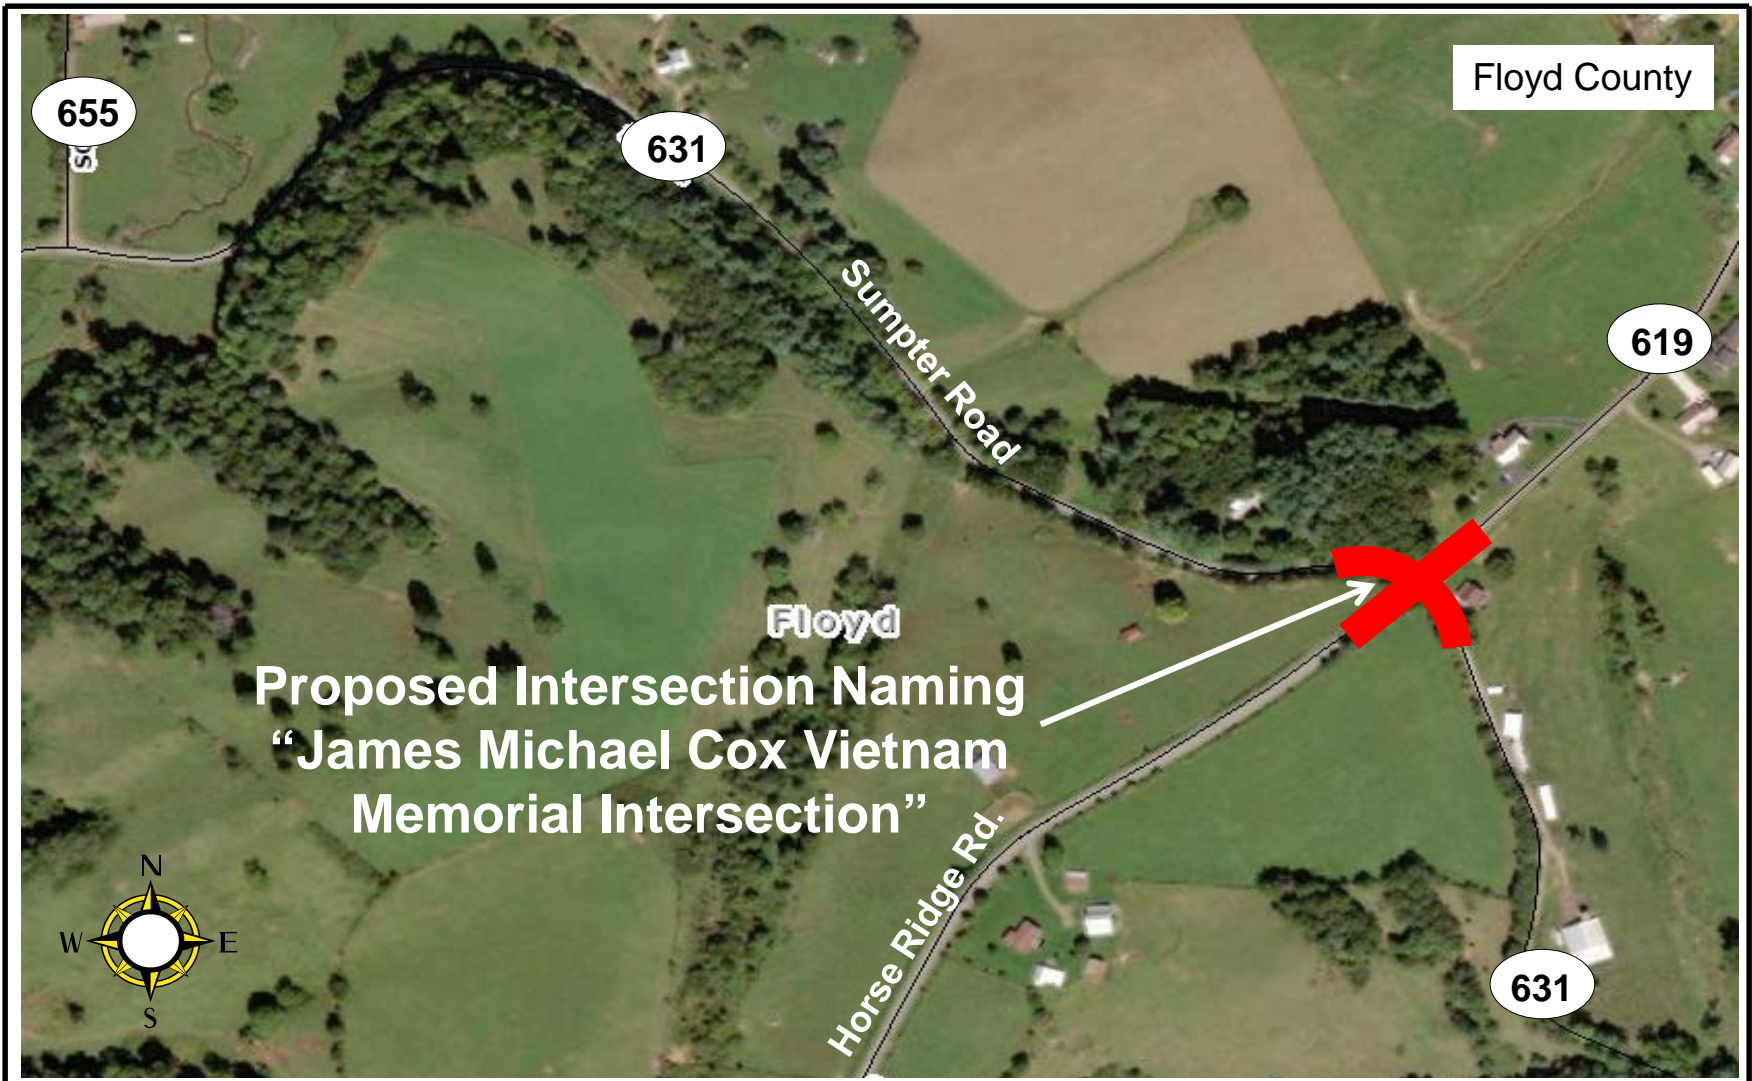 Floyd County
655
631
Sumpter Road
619
Floyd
Proposed Intersection Naming
“James Michael Cox Vietnam
Memorial Intersection”
Horse Ridge Rd.
N
W
E
S
631